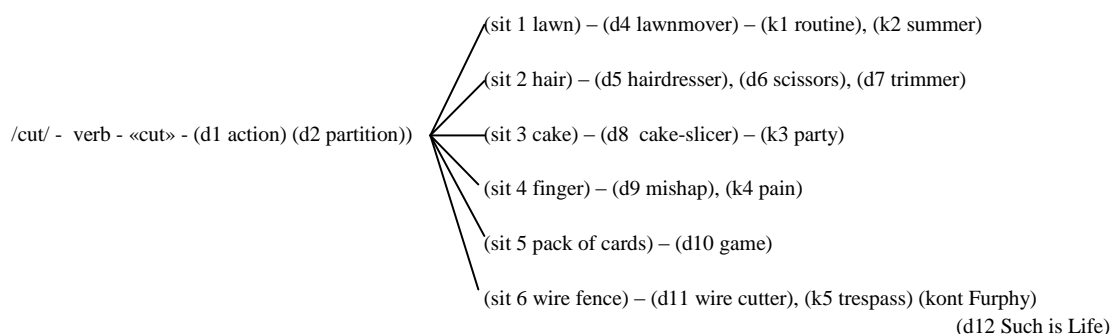 (sit 1 lawn) – (d4 lawnmover) – (k1 routine), (k2 summer)
(sit 2 hair) – (d5 hairdresser), (d6 scissors), (d7 trimmer)
/cut/ - verb - «cut» - (d1 action) (d2 partition))
(sit 3 cake) – (d8 cake-slicer) – (k3 party)
(sit 4 finger) – (d9 mishap), (k4 pain)
(sit 5 pack of cards) – (d10 game)
(sit 6 wire fence) – (d11 wire cutter), (k5 trespass) (kont Furphy)
(d12 Such is Life)